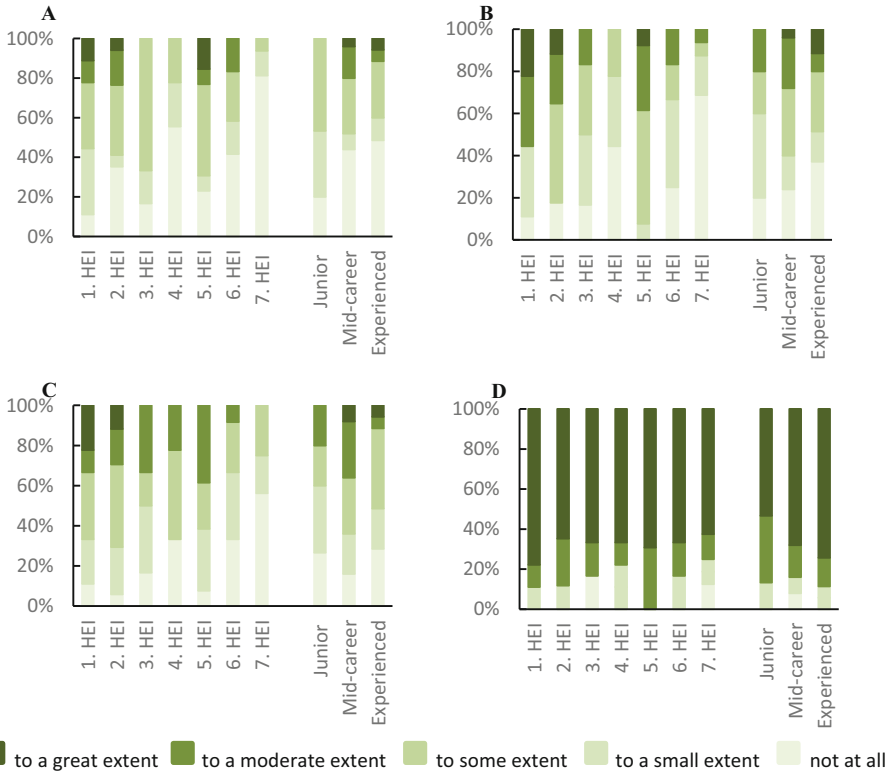 A
100%
80%
60%
40%
20%
0%
1. HEI
2. HEI
3. HEI
4. HEI
5. HEI
6. HEI
7. HEI
Junior
Mid-career
Experienced
B
100%
80%
60%
40%
20%
0%
1. HEI
2. HEI
3. HEI
4. HEI
5. HEI
6. HEI
7. HEI
Junior
Mid-career
Experienced
C
100%
80%
60%
40%
20%
0%
1. HEI
2. HEI
3. HEI
4. HEI
5. HEI
6. HEI
7. HEI
Junior
Mid-career
Experienced
D
100%
80%
60%
40%
20%
0%
1. HEI
2. HEI
3. HEI
4. HEI
5. HEI
6. HEI
7. HEI
Junior
Mid-career
Experienced
to a great extent to a moderate extent to some extent to a small extent not at all